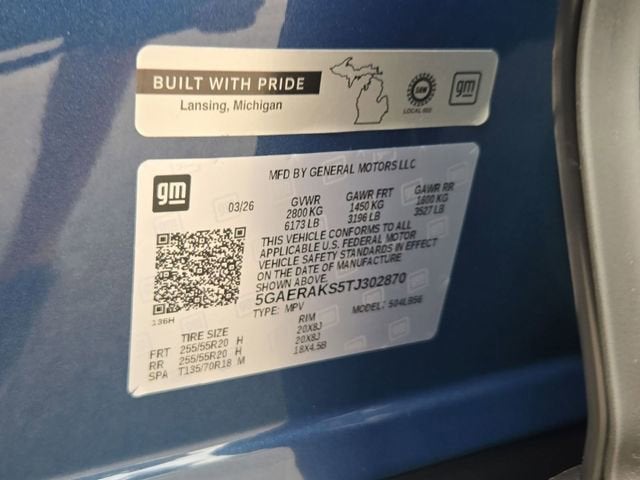 BUILT WITH PRIDE
Lansing, Michigan
UAW
LOCAL 602
gm
gm
MFD BY GENERAL MOTORS LLC
03/26
GVWR GAWR FRT GAWR RR
2800 KG 1450 KG 1600 KG
6173 LB 3196 LB 3527 LB
THIS VEHICLE CONFORMS TO ALL
APPLICABLE U.S. FEDERAL MOTOR
VEHICLE SAFETY STANDARDS IN EFFECT
ON THE DATE OF MANUFACTURE
SHOWN ABOVE.
5GAERAKS5TJ302870
TYPE: MPV MODEL:
136H
TIRE SIZE RIM
FRT 255/55R20 H 20X8J
RR 255/55R20 H 20X8J
SPA T135/70R18 M 18X4.5B